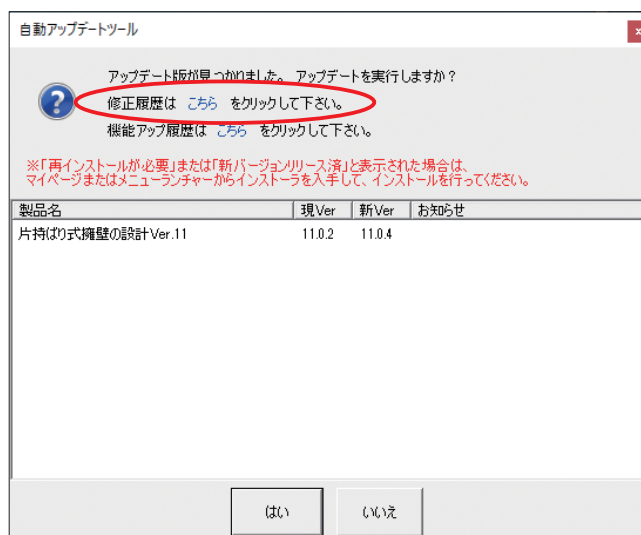 自動アップデートツール
アップデート版が見つかりました。 アップデートを実行しますか？
修正履歴は こちら をクリックして下さい。
機能アップ履歴は こちら をクリックして下さい。
※「再インストールが必要」または「新バージョンリリース済」と表示された場合は、
マイページまたはメニューランチャーからインストーラを入手して、インストールを行ってください。
製品名 現Ver 新Ver お知らせ
片持ばり式擁壁の設計Ver.11 11.0.2 11.0.4
はい いいえ